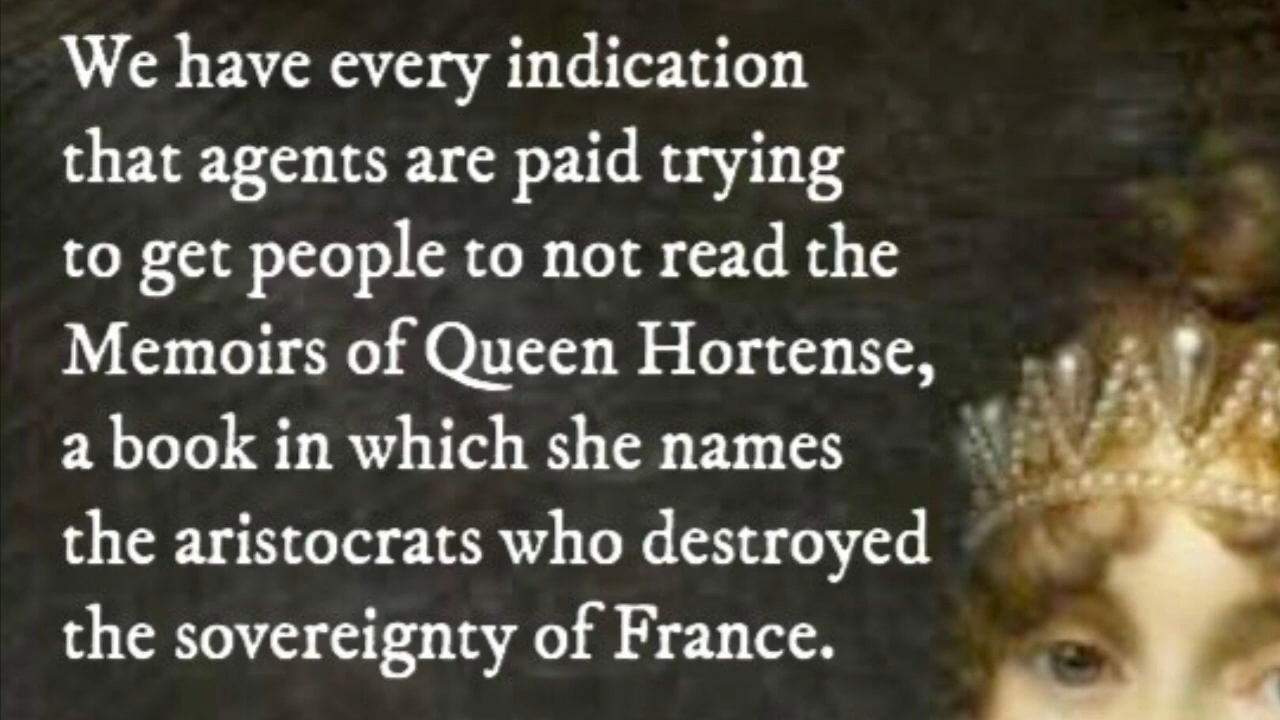 We have every indication
that agents are paid trying
to get people to not read the
Memoirs of Queen Hortense,
a book in which she names
the aristocrats who destroyed
the sovereignty of France.